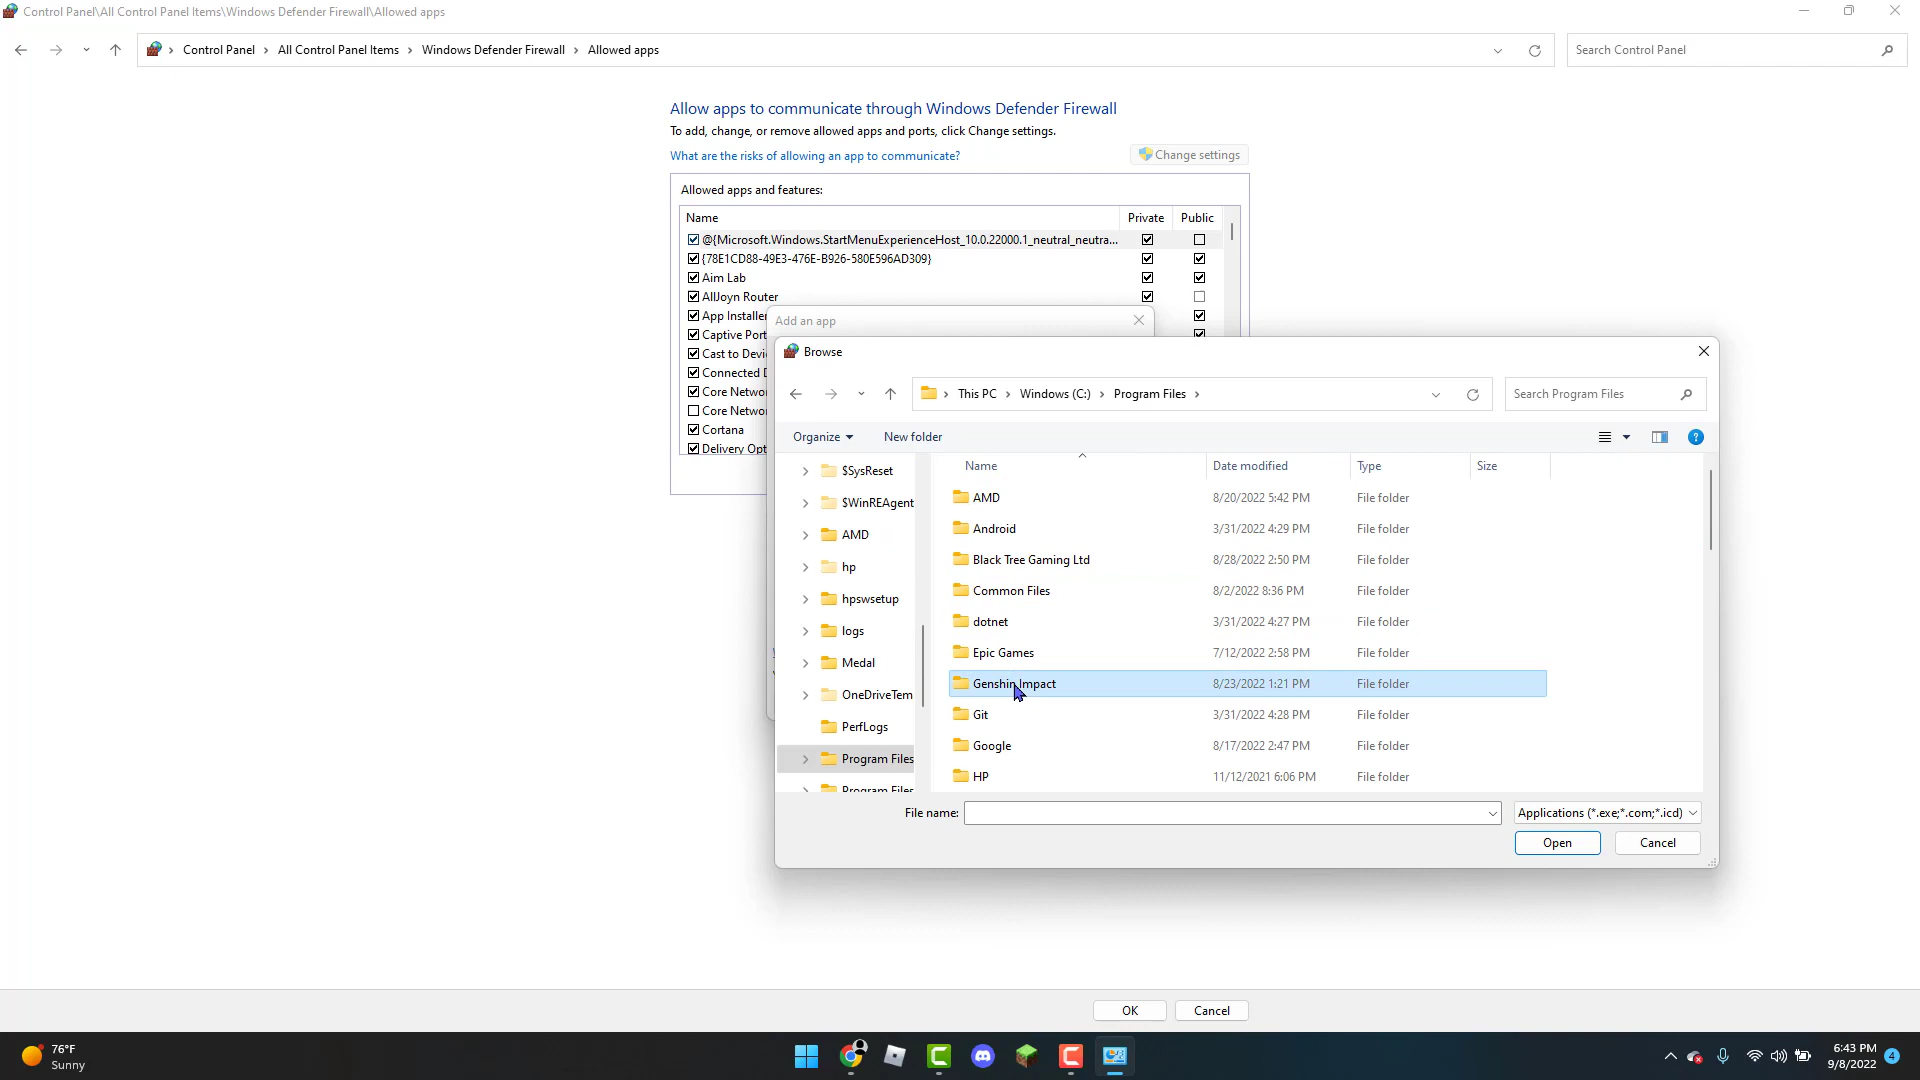 Control Panel\All Control Panel Items\Windows Defender Firewall\Allowed apps
Control Panel > All Control Panel Items > Windows Defender Firewall > Allowed apps
Search Control Panel
Allow apps to communicate through Windows Defender Firewall
To add, change, or remove allowed apps and ports, click Change settings.
What are the risks of allowing an app to communicate?
Change settings
Allowed apps and features:
Name Private Public
@{Microsoft.Windows.StartMenuExperienceHost_10.0.22000.1_neutral_neutra...
{78E1CD88-49E3-476E-B926-580E596AD309}
Aim Lab
AllJoyn Router
App Installer
Captive Port
Cast to Devi
Connected D
Core Networ
Core Networ
Cortana
Delivery Opt
Add an app
Browse
This PC > Windows (C:) > Program Files >
Search Program Files
Organize New folder
$SysReset
$WinREAgent
AMD
hp
hpswsetup
logs
Medal
OneDriveTem
PerfLogs
Program Files
Program Files
Name Date modified Type Size
AMD 8/20/2022 5:42 PM File folder
Android 3/31/2022 4:29 PM File folder
Black Tree Gaming Ltd 8/28/2022 2:50 PM File folder
Common Files 8/2/2022 8:36 PM File folder
dotnet 3/31/2022 4:27 PM File folder
Epic Games 7/12/2022 2:58 PM File folder
Genshin Impact 8/23/2022 1:21 PM File folder
Git 3/31/2022 4:28 PM File folder
Google 8/17/2022 2:47 PM File folder
HP 11/12/2021 6:06 PM File folder
File name: Applications (*.exe;*.com;*.icd)
Open Cancel
OK Cancel
76°F
Sunny
6:43 PM
9/8/2022
4